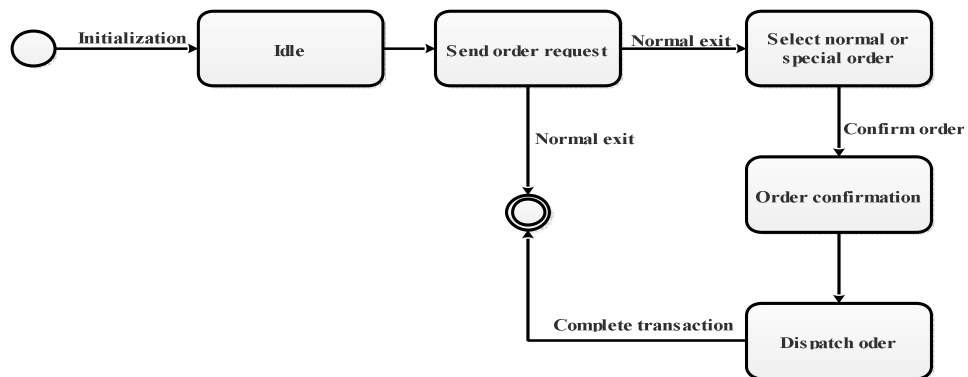 Initialization
Idle
Send order request
Normal exit
Select normal or
special order
Confirm order
Normal exit
Order confirmation
Complete transaction
Dispatch oder